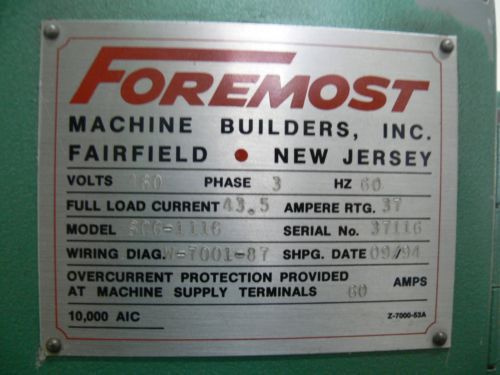 FOREMOST
MACHINE BUILDERS, INC.
FAIRFIELD • NEW JERSEY
VOLTS 460 PHASE 3 HZ 60
FULL LOAD CURRENT 43.5 AMPERE RTG. 37
MODEL SERIAL No. 37116
WIRING DIAG. W-7001-87 SHPG. DATE 09/94
OVERCURRENT PROTECTION PROVIDED
AT MACHINE SUPPLY TERMINALS 60 AMPS
10,000 AIC Z-7000-53A